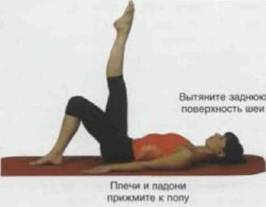 Вытяните заднюю
поверхность шеи
Плечи и ладони
прижмите к полу